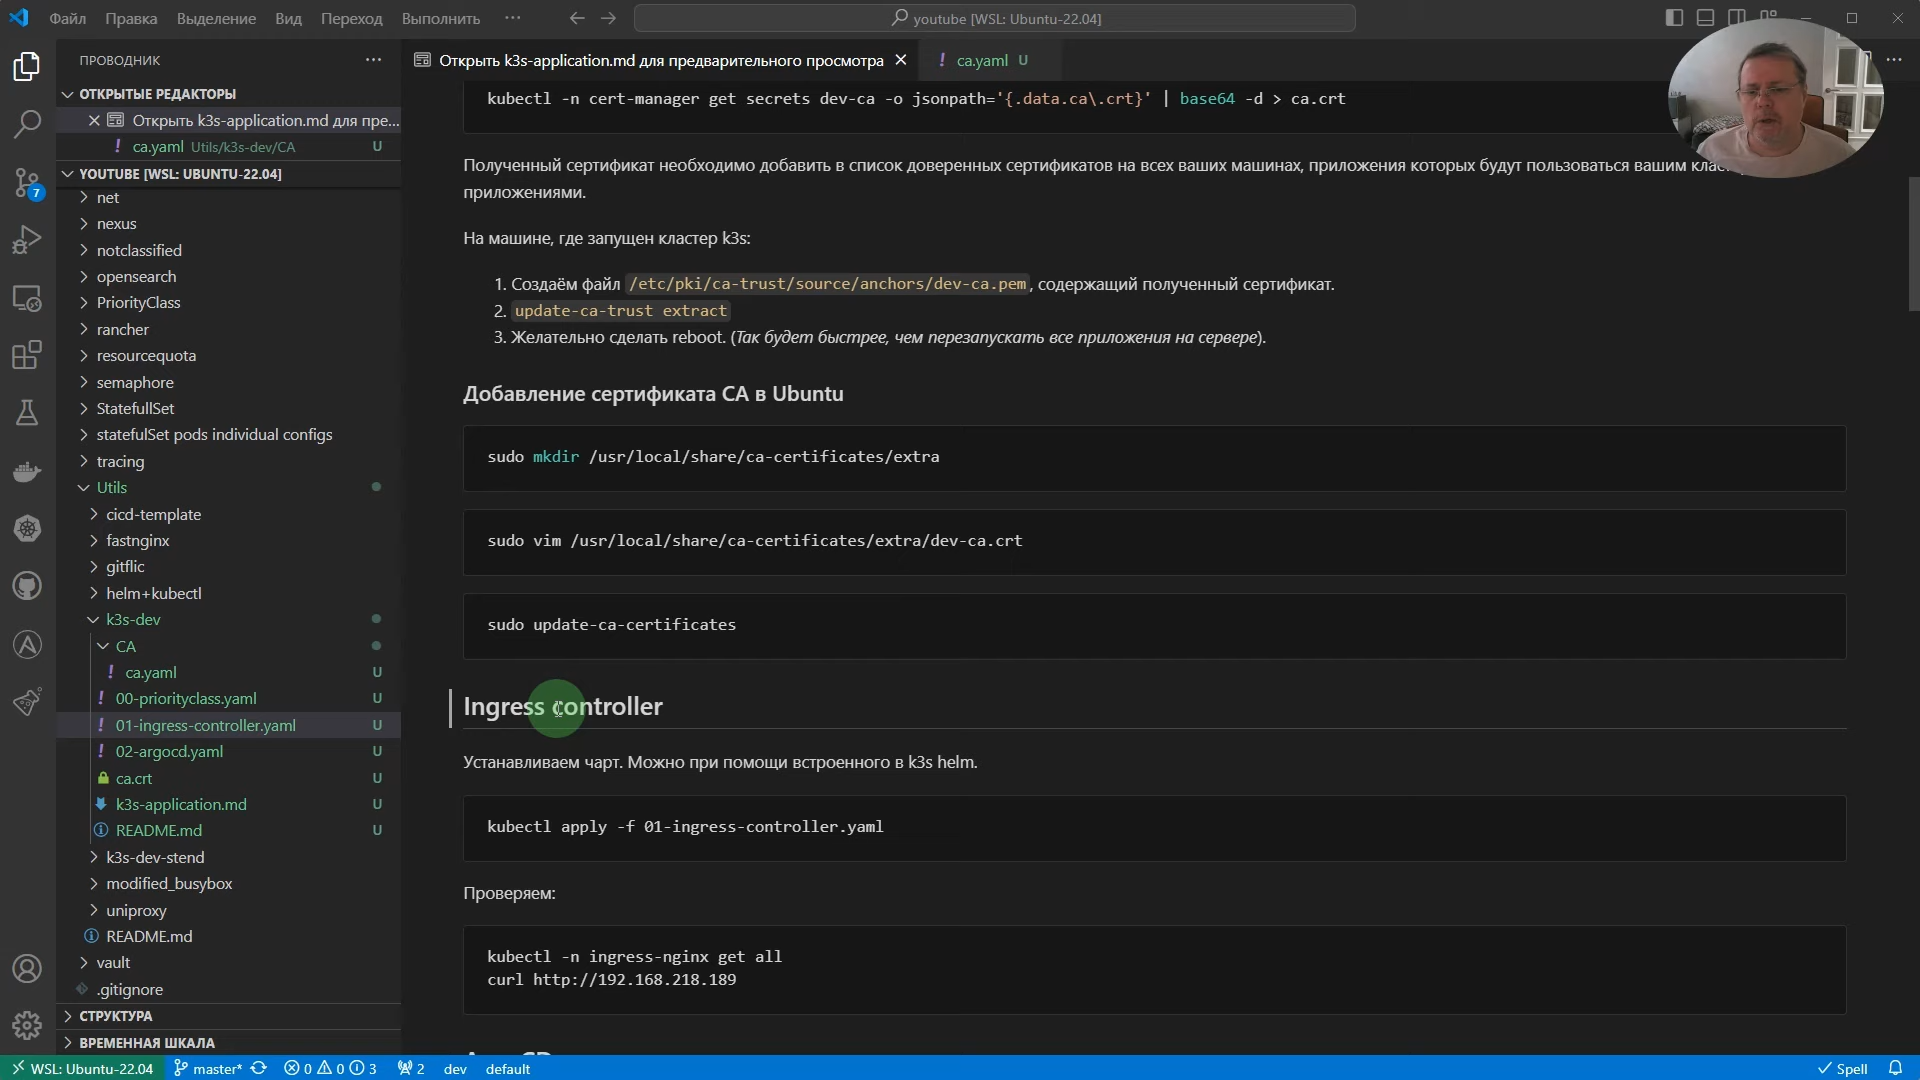 Файл Правка Выделение Вид Переход Выполнить ···
youtube [WSL: Ubuntu-22.04]
ПРОВОДНИК
ОТКРЫТЫЕ РЕДАКТОРЫ
Открыть k3s-application.md для пре...
ca.yaml Utils/k3s-dev/CA U
YOUTUBE [WSL: UBUNTU-22.04]
net
nexus
notclassified
opensearch
PriorityClass
rancher
resourcequota
semaphore
StatefullSet
statefulSet pods individual configs
tracing
Utils
cicd-template
fastnginx
gitflic
helm+kubectl
k3s-dev
CA
ca.yaml U
00-priorityclass.yaml U
01-ingress-controller.yaml U
02-argocd.yaml U
ca.crt U
k3s-application.md U
README.md U
k3s-dev-stend
modified_busybox
uniproxy
README.md
vault
.gitignore
СТРУКТУРА
ВРЕМЕННАЯ ШКАЛА
7
Открыть k3s-application.md для предварительного просмотра
ca.yaml U
kubectl -n cert-manager get secrets dev-ca -o jsonpath='{.data.ca\.crt}' | base64 -d > ca.crt
Полученный сертификат необходимо добавить в список доверенных сертификатов на всех ваших машинах, приложения которых будут пользоваться вашим
приложениями.
На машине, где запущен кластер k3s:
1. Создаём файл /etc/pki/ca-trust/source/anchors/dev-ca.pem, содержащий полученный сертификат.
2. update-ca-trust extract
3. Желательно сделать reboot. (Так будет быстрее, чем перезапускать все приложения на сервере).
Добавление сертификата CA в Ubuntu
sudo mkdir /usr/local/share/ca-certificates/extra
sudo vim /usr/local/share/ca-certificates/extra/dev-ca.crt
sudo update-ca-certificates
Ingress controller
Устанавливаем чарт. Можно при помощи встроенного в k3s helm.
kubectl apply -f 01-ingress-controller.yaml
Проверяем:
kubectl -n ingress-nginx get all
curl http://192.168.218.189
WSL: Ubuntu-22.04 master* 0 0 3 2 dev default Spell